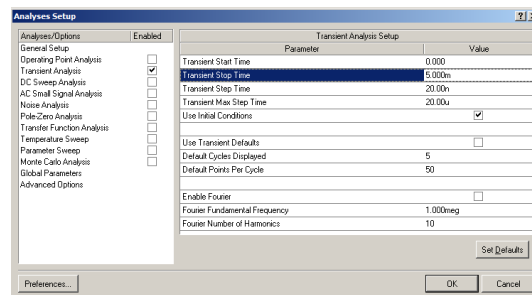 Analyses Setup
Analyses/Options Enabled
General Setup
Operating Point Analysis
Transient Analysis
DC Sweep Analysis
AC Small Signal Analysis
Noise Analysis
Pole-Zero Analysis
Transfer Function Analysis
Temperature Sweep
Parameter Sweep
Monte Carlo Analysis
Global Parameters
Advanced Options
Transient Analysis Setup
Parameter Value
Transient Start Time 0.000
Transient Stop Time 5.000m
Transient Step Time 20.00n
Transient Max Step Time 20.00u
Use Initial Conditions
Use Transient Defaults
Default Cycles Displayed 5
Default Points Per Cycle 50
Enable Fourier
Fourier Fundamental Frequency 1.000meg
Fourier Number of Harmonics 10
Set Defaults
Preferences... OK Cancel